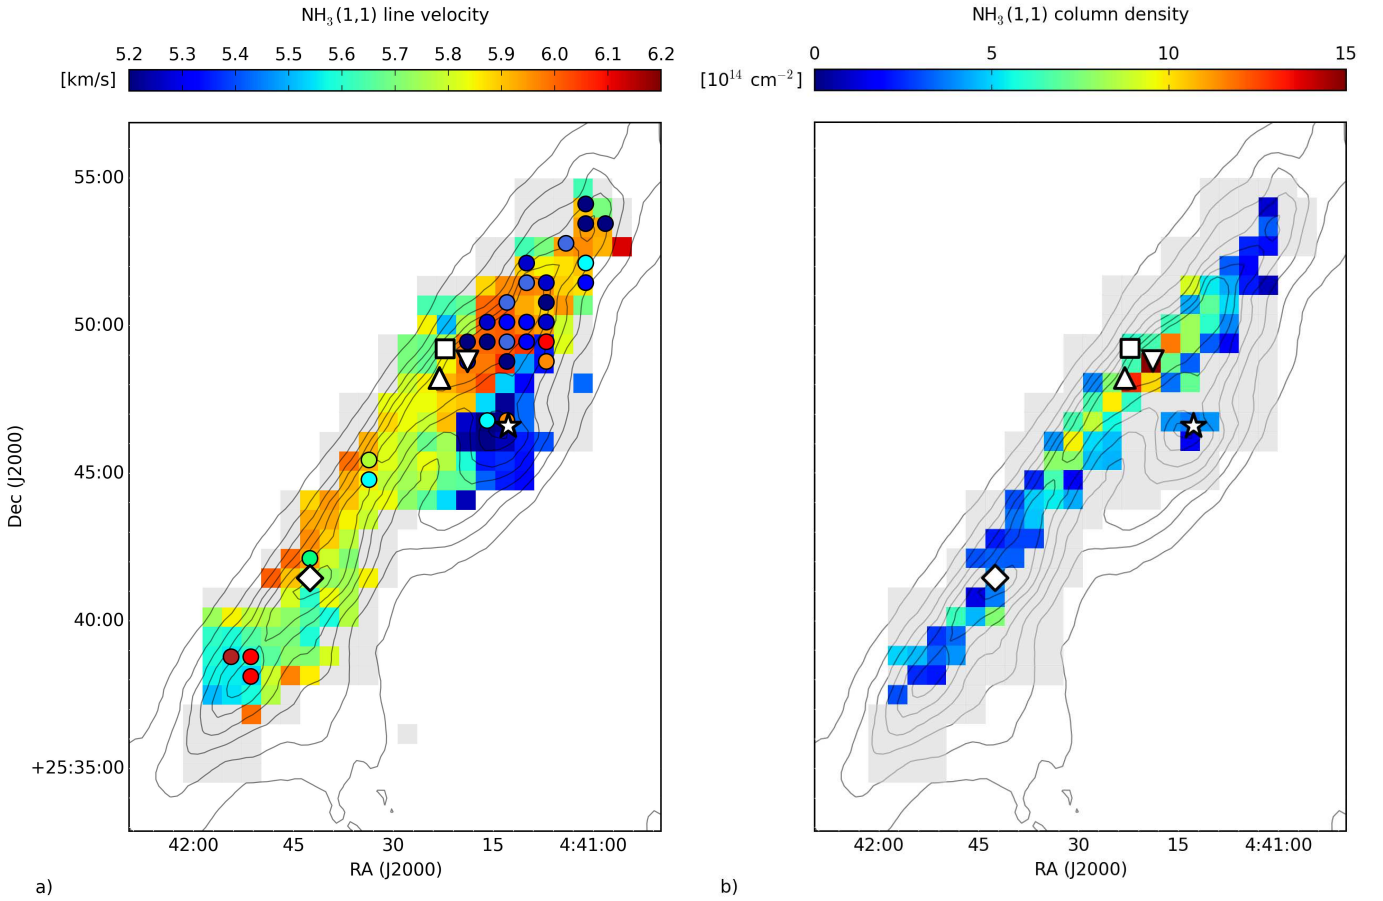 NH₃(1,1) line velocity
5.2 5.3 5.4 5.5 5.6 5.7 5.8 5.9 6.0 6.1 6.2
[km/s]
55:00
50:00
45:00
40:00
+25:35:00
Dec (J2000)
42:00 45 30 15 4:41:00
RA (J2000)
a)
NH₃(1,1) column density
0 5 10 15
[10¹⁴ cm⁻²]
42:00 45 30 15 4:41:00
RA (J2000)
b)